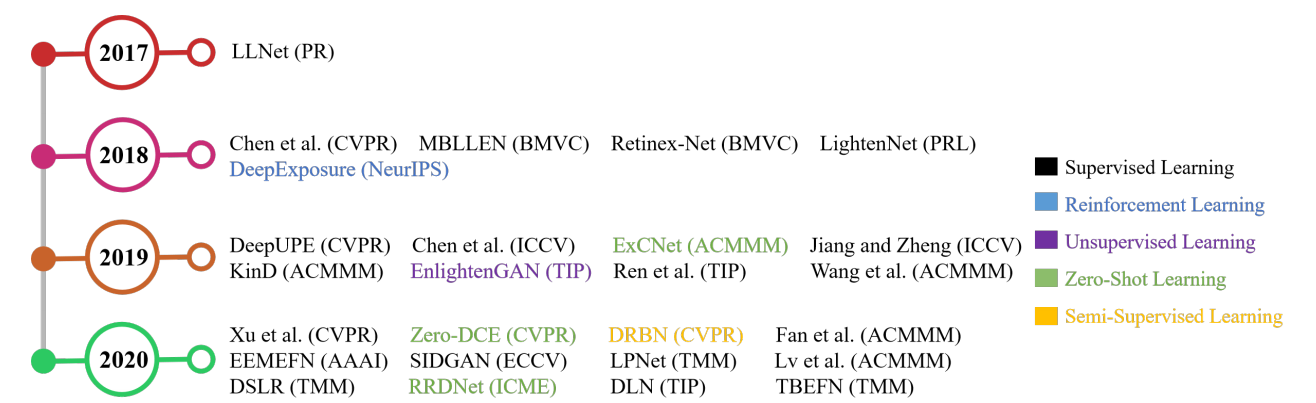 2017
LLNet (PR)
2018
Chen et al. (CVPR) MBLLEN (BMVC) Retinex-Net (BMVC) LightenNet (PRL)
DeepExposure (NeurIPS)
2019
DeepUPE (CVPR) Chen et al. (ICCV) ExCNet (ACMMM) Jiang and Zheng (ICCV)
KinD (ACMMM) EnlightenGAN (TIP) Ren et al. (TIP) Wang et al. (ACMMM)
2020
Xu et al. (CVPR) Zero-DCE (CVPR) DRBN (CVPR) Fan et al. (ACMMM)
EEMEFN (AAAI) SIDGAN (ECCV) LPNet (TMM) Lv et al. (ACMMM)
DSLR (TMM) RRDNet (ICME) DLN (TIP) TBEFN (TMM)
Supervised Learning
Reinforcement Learning
Unsupervised Learning
Zero-Shot Learning
Semi-Supervised Learning